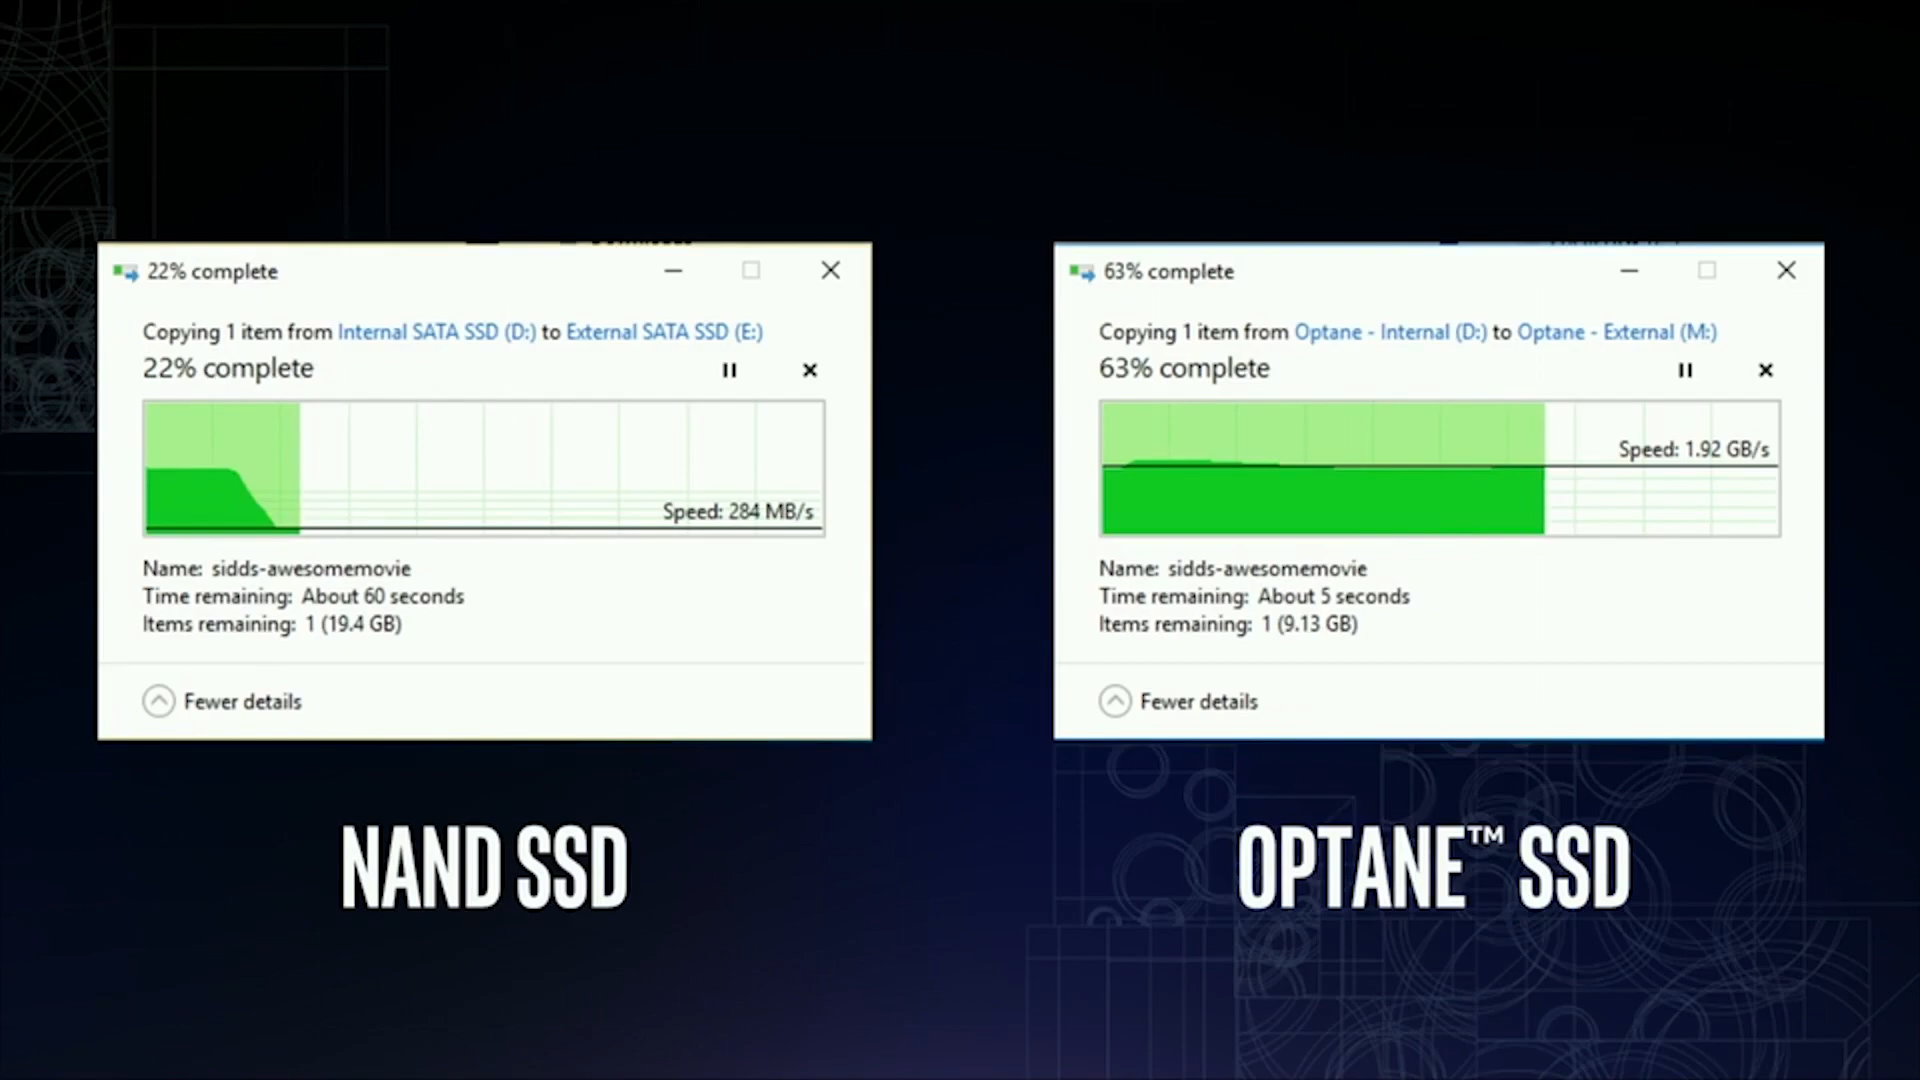 22% complete
Copying 1 item from Internal SATA SSD (D:) to External SATA SSD (E:)
22% complete
Speed: 284 MB/s
Name: sidds-awesomemovie
Time remaining: About 60 seconds
Items remaining: 1 (19.4 GB)
Fewer details
NAND SSD
63% complete
Copying 1 item from Optane - Internal (D:) to Optane - External (M:)
63% complete
Speed: 1.92 GB/s
Name: sidds-awesomemovie
Time remaining: About 5 seconds
Items remaining: 1 (9.13 GB)
Fewer details
OPTANE™ SSD